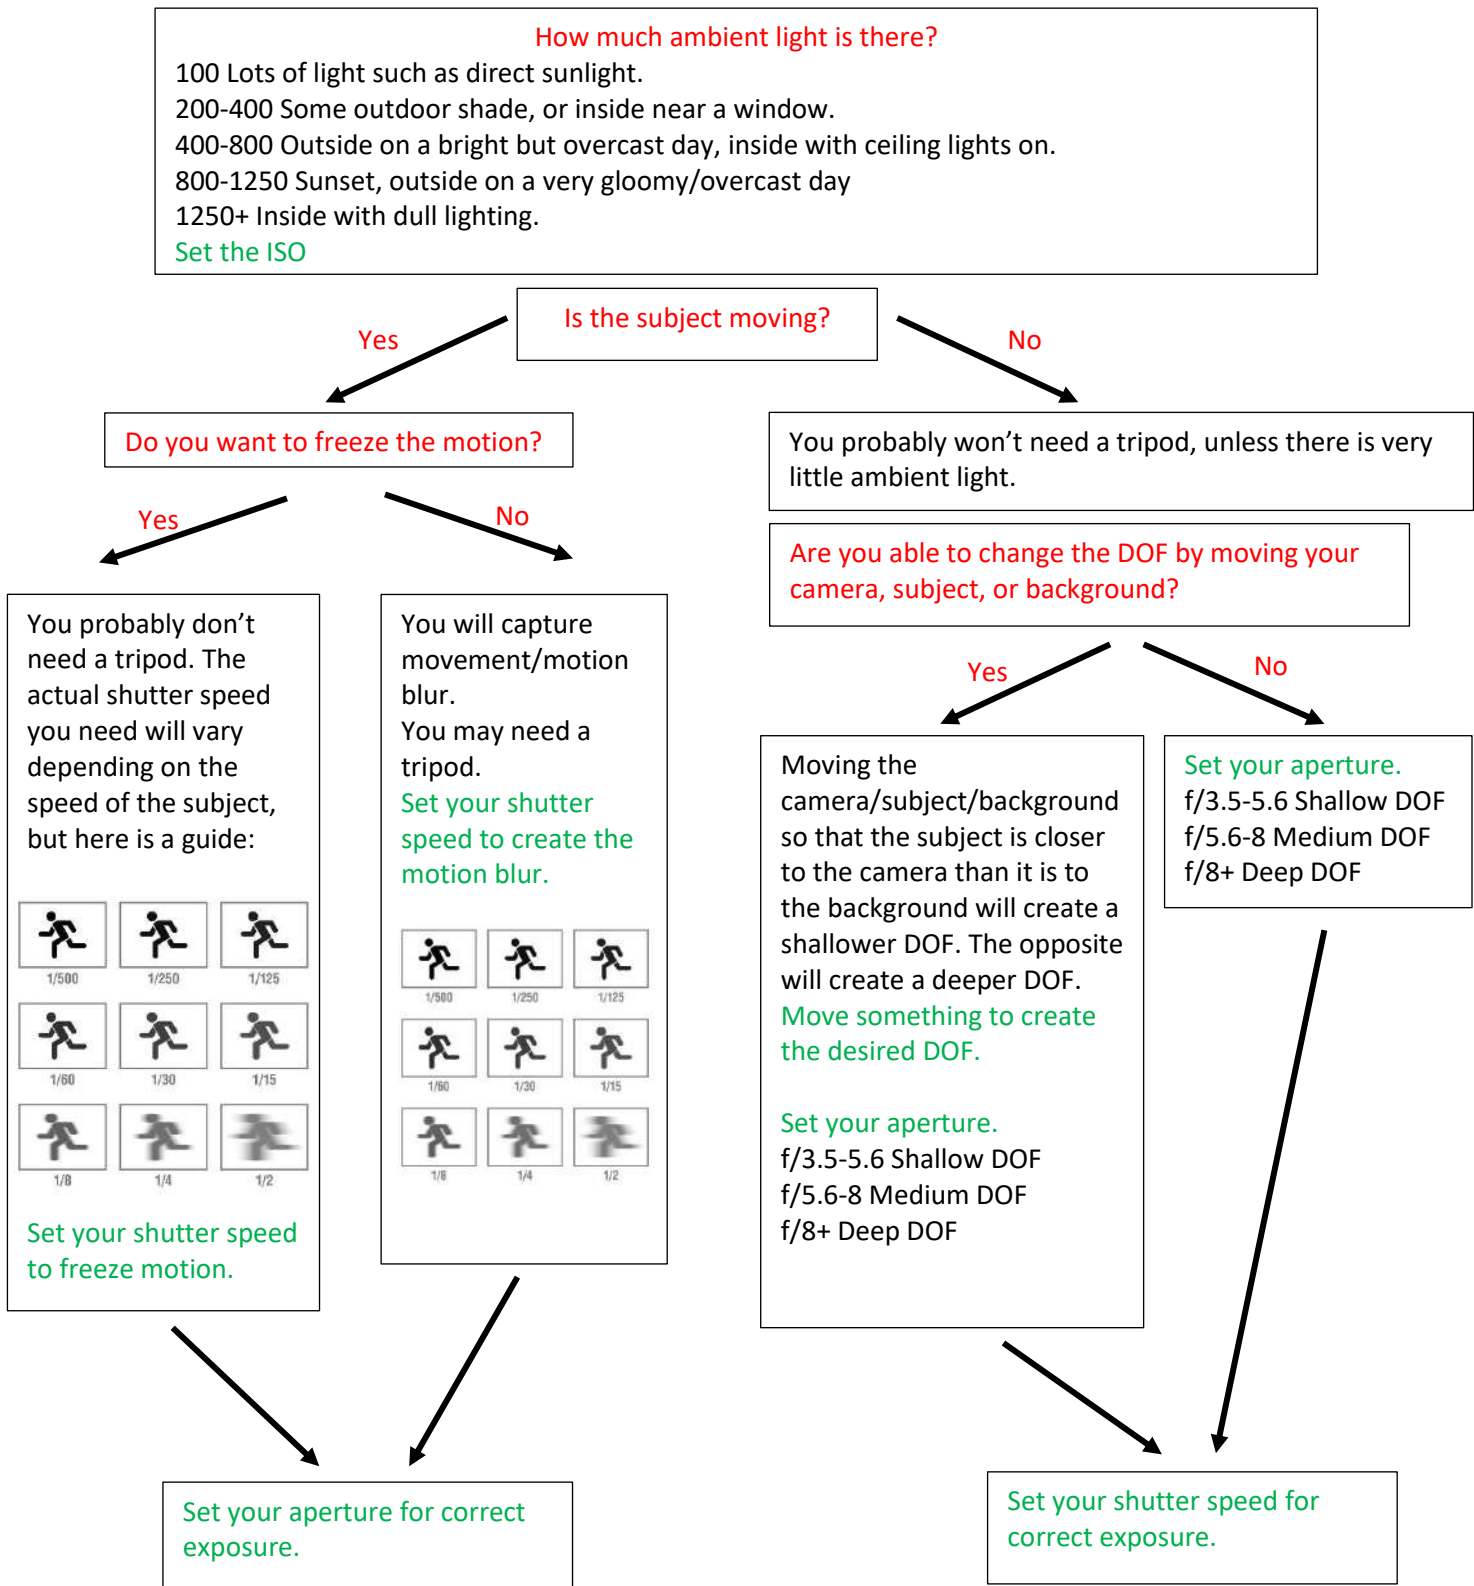 How much ambient light is there?
100 Lots of light such as direct sunlight.
200-400 Some outdoor shade, or inside near a window.
400-800 Outside on a bright but overcast day, inside with ceiling lights on.
800-1250 Sunset, outside on a very gloomy/overcast day
1250+ Inside with dull lighting.
Set the ISO
Is the subject moving?
Yes
No
Do you want to freeze the motion?
Yes
No
You probably don’t
need a tripod. The
actual shutter speed
you need will vary
depending on the
speed of the subject,
but here is a guide:
1/500 1/250 1/125
1/60 1/30 1/15
1/8 1/4 1/2
Set your shutter speed
to freeze motion.
You will capture
movement/motion
blur.
You may need a
tripod.
Set your shutter
speed to create the
motion blur.
1/500 1/250 1/125
1/60 1/30 1/15
1/8 1/4 1/2
Set your aperture for correct
exposure.
You probably won’t need a tripod, unless there is very
little ambient light.
Are you able to change the DOF by moving your
camera, subject, or background?
Yes
No
Moving the
camera/subject/background
so that the subject is closer
to the camera than it is to
the background will create a
shallower DOF. The opposite
will create a deeper DOF.
Move something to create
the desired DOF.
Set your aperture.
f/3.5-5.6 Shallow DOF
f/5.6-8 Medium DOF
f/8+ Deep DOF
Set your aperture.
f/3.5-5.6 Shallow DOF
f/5.6-8 Medium DOF
f/8+ Deep DOF
Set your shutter speed for
correct exposure.